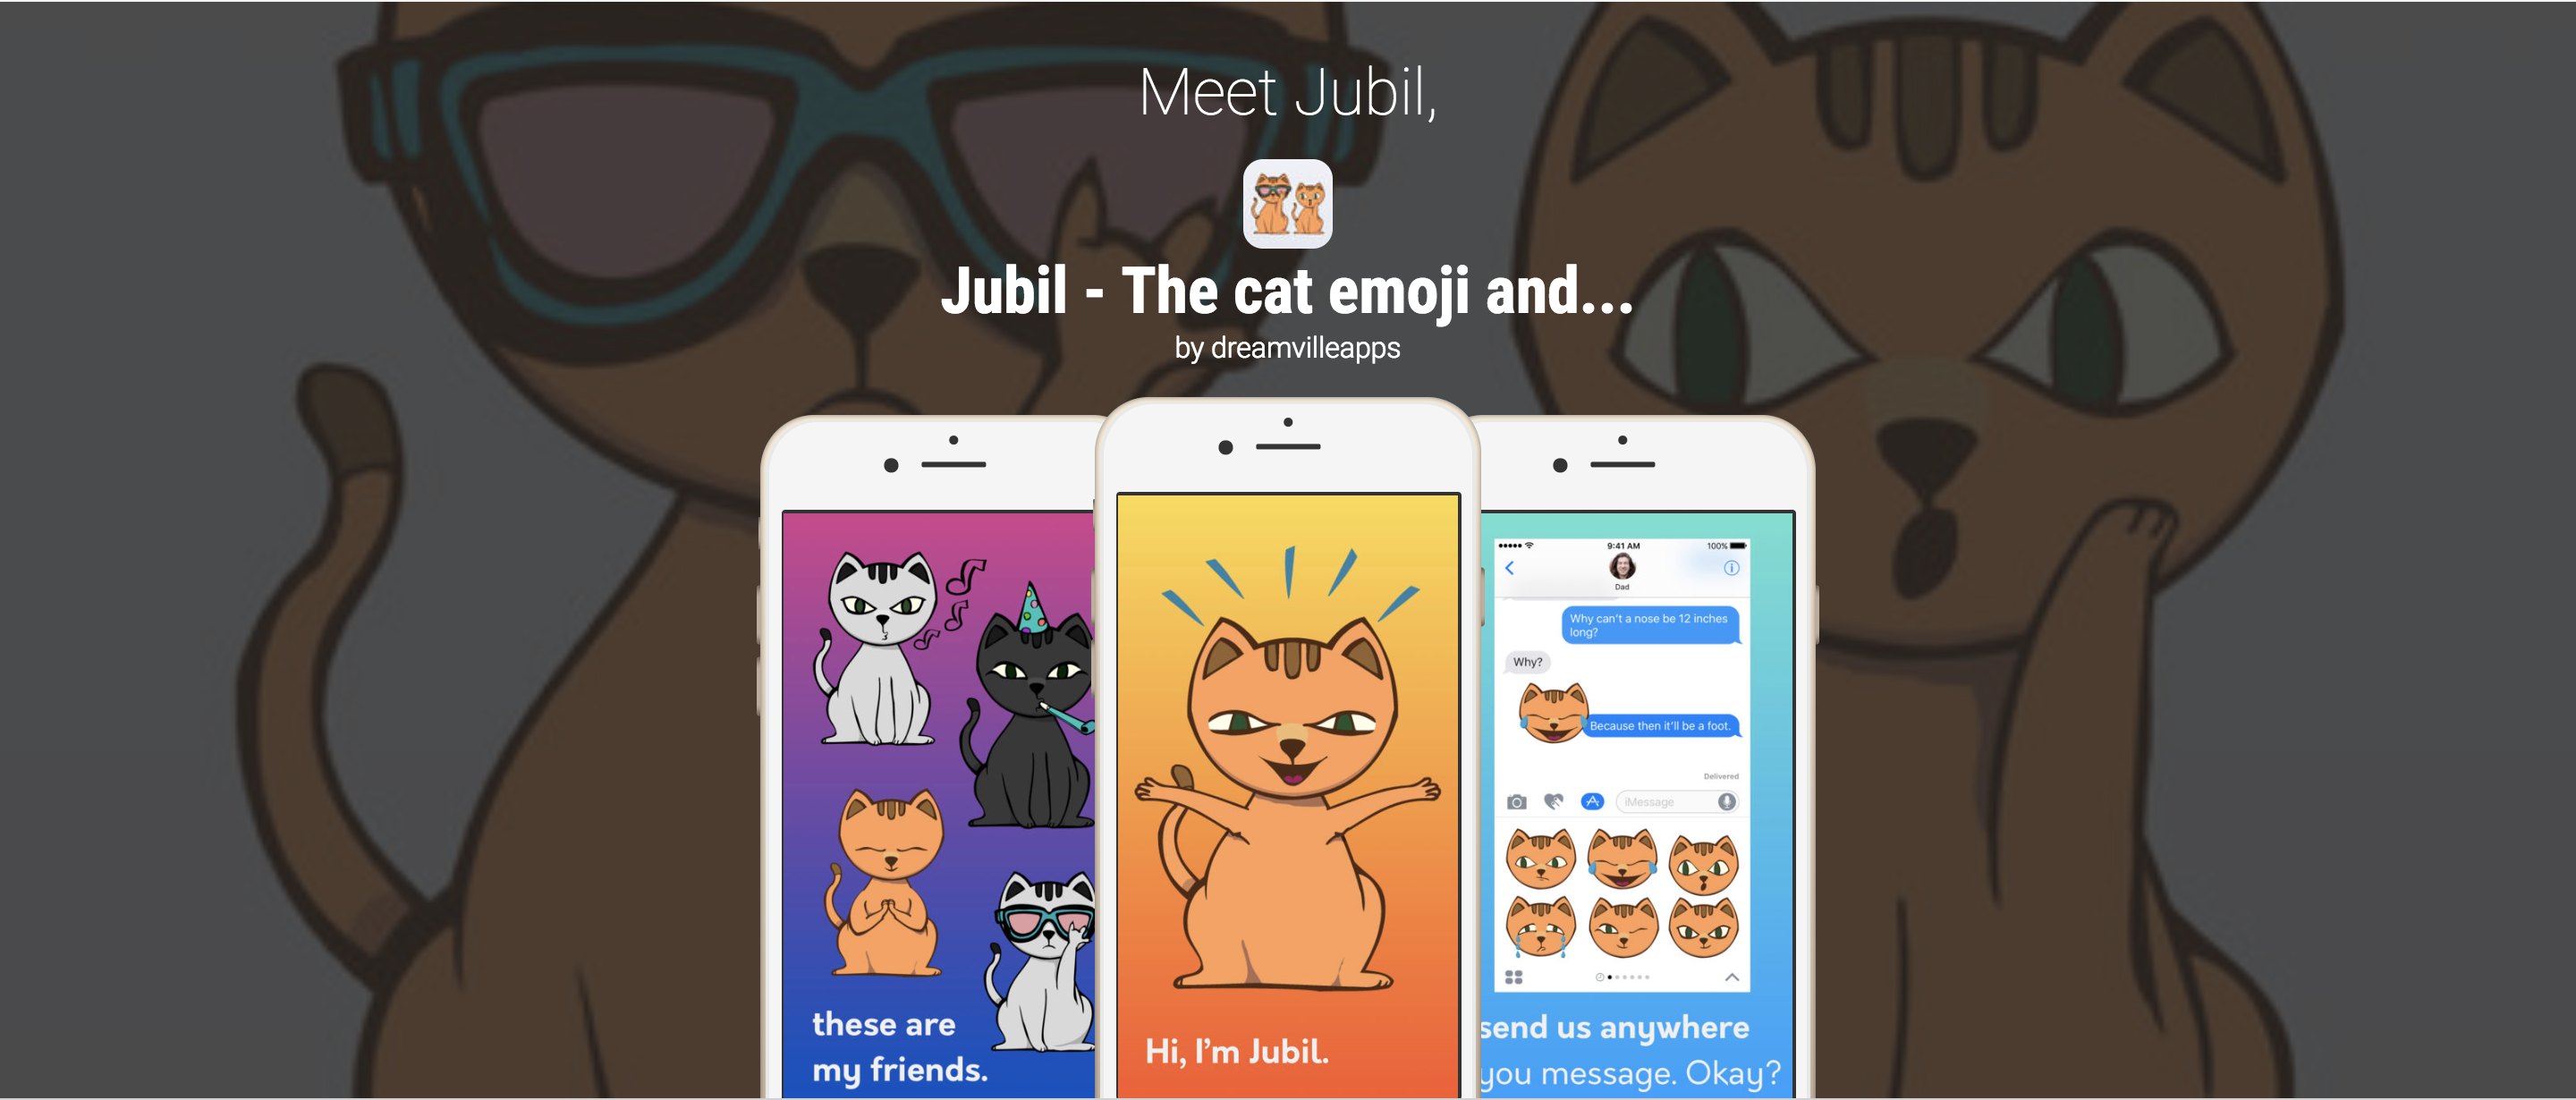 Meet Jubil,
Jubil - The cat emoji and...
by dreamvilleapps
these are
my friends.
Hi, I'm Jubil.
9:41 AM
100%
Dad
Why can't a nose be 12 inches
long?
Why?
Because then it'll be a foot.
Delivered
iMessage
send us anywhere
you message. Okay?